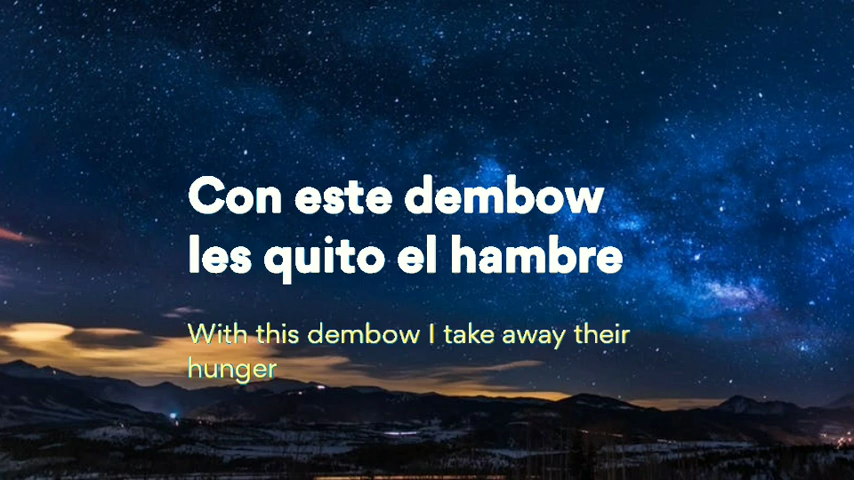 Con este dembow
les quito el hambre
With this dembow I take away their
hunger